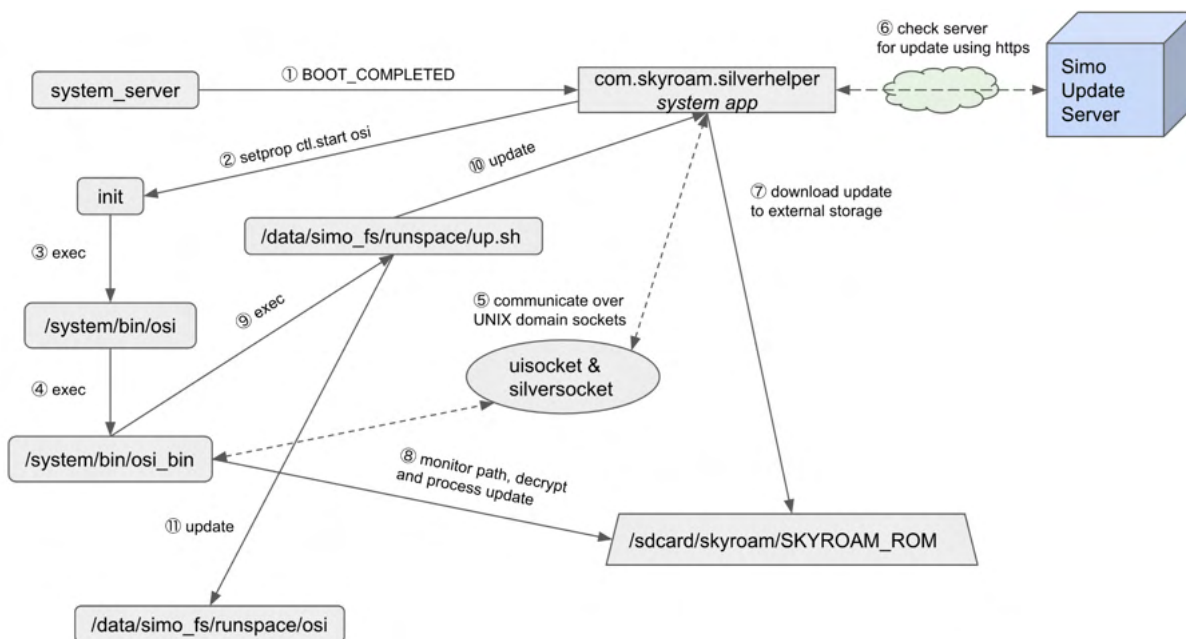 ⑥ check server
for update using https
Simo
Update
Server
① BOOT_COMPLETED
system_server
com.skyroam.silverhelper
system app
② setprop ctl.start osi
⑩ update
init
⑦ download update
to external storage
/data/simo_fs/runspace/up.sh
③ exec
⑨ exec
⑤ communicate over
UNIX domain sockets
/system/bin/osi
uisocket &
silversocket
④ exec
/system/bin/osi_bin
⑧ monitor path, decrypt
and process update
⑪ update
/sdcard/skyroam/SKYROAM_ROM
/data/simo_fs/runspace/osi